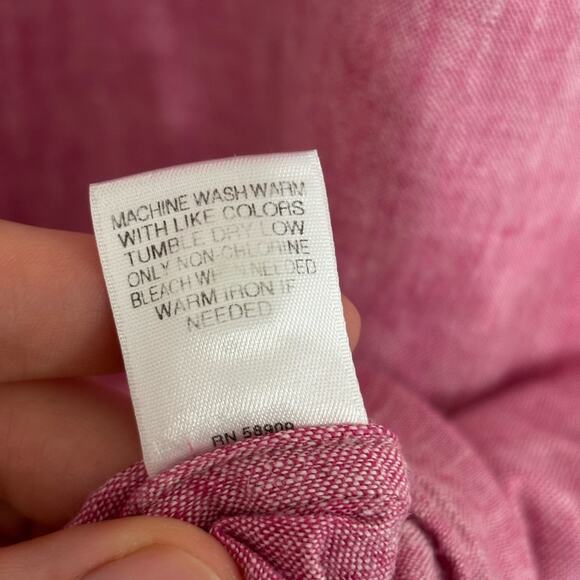 MACHINE WASH WARM
WITH LIKE COLORS
TUMBLE DRY LOW
ONLY NON-CHLORINE
BLEACH WHEN NEEDED
WARM IRON IF
NEEDED
RN 58909